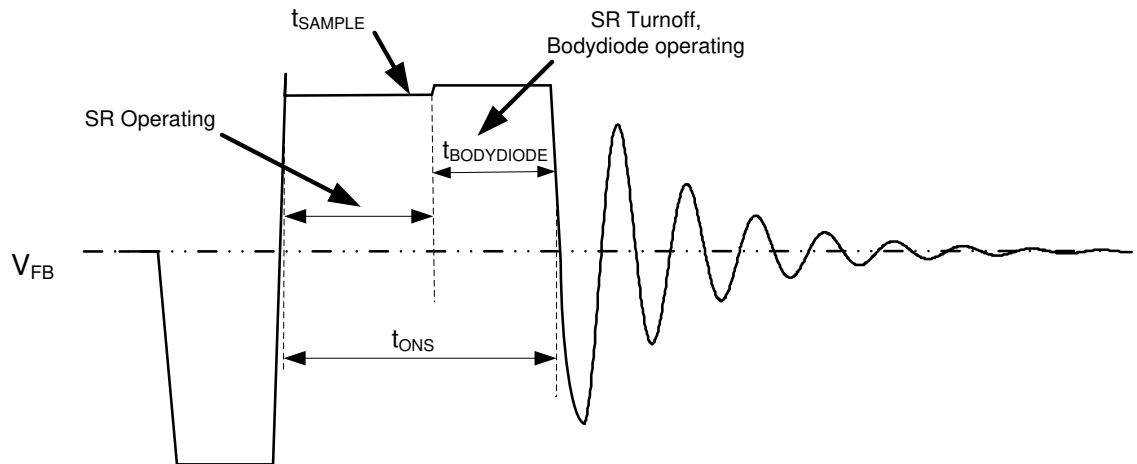 tSAMPLE
SR Turnoff,
Bodydiode operating
SR Operating
tBODYDIODE
VFB
tONS